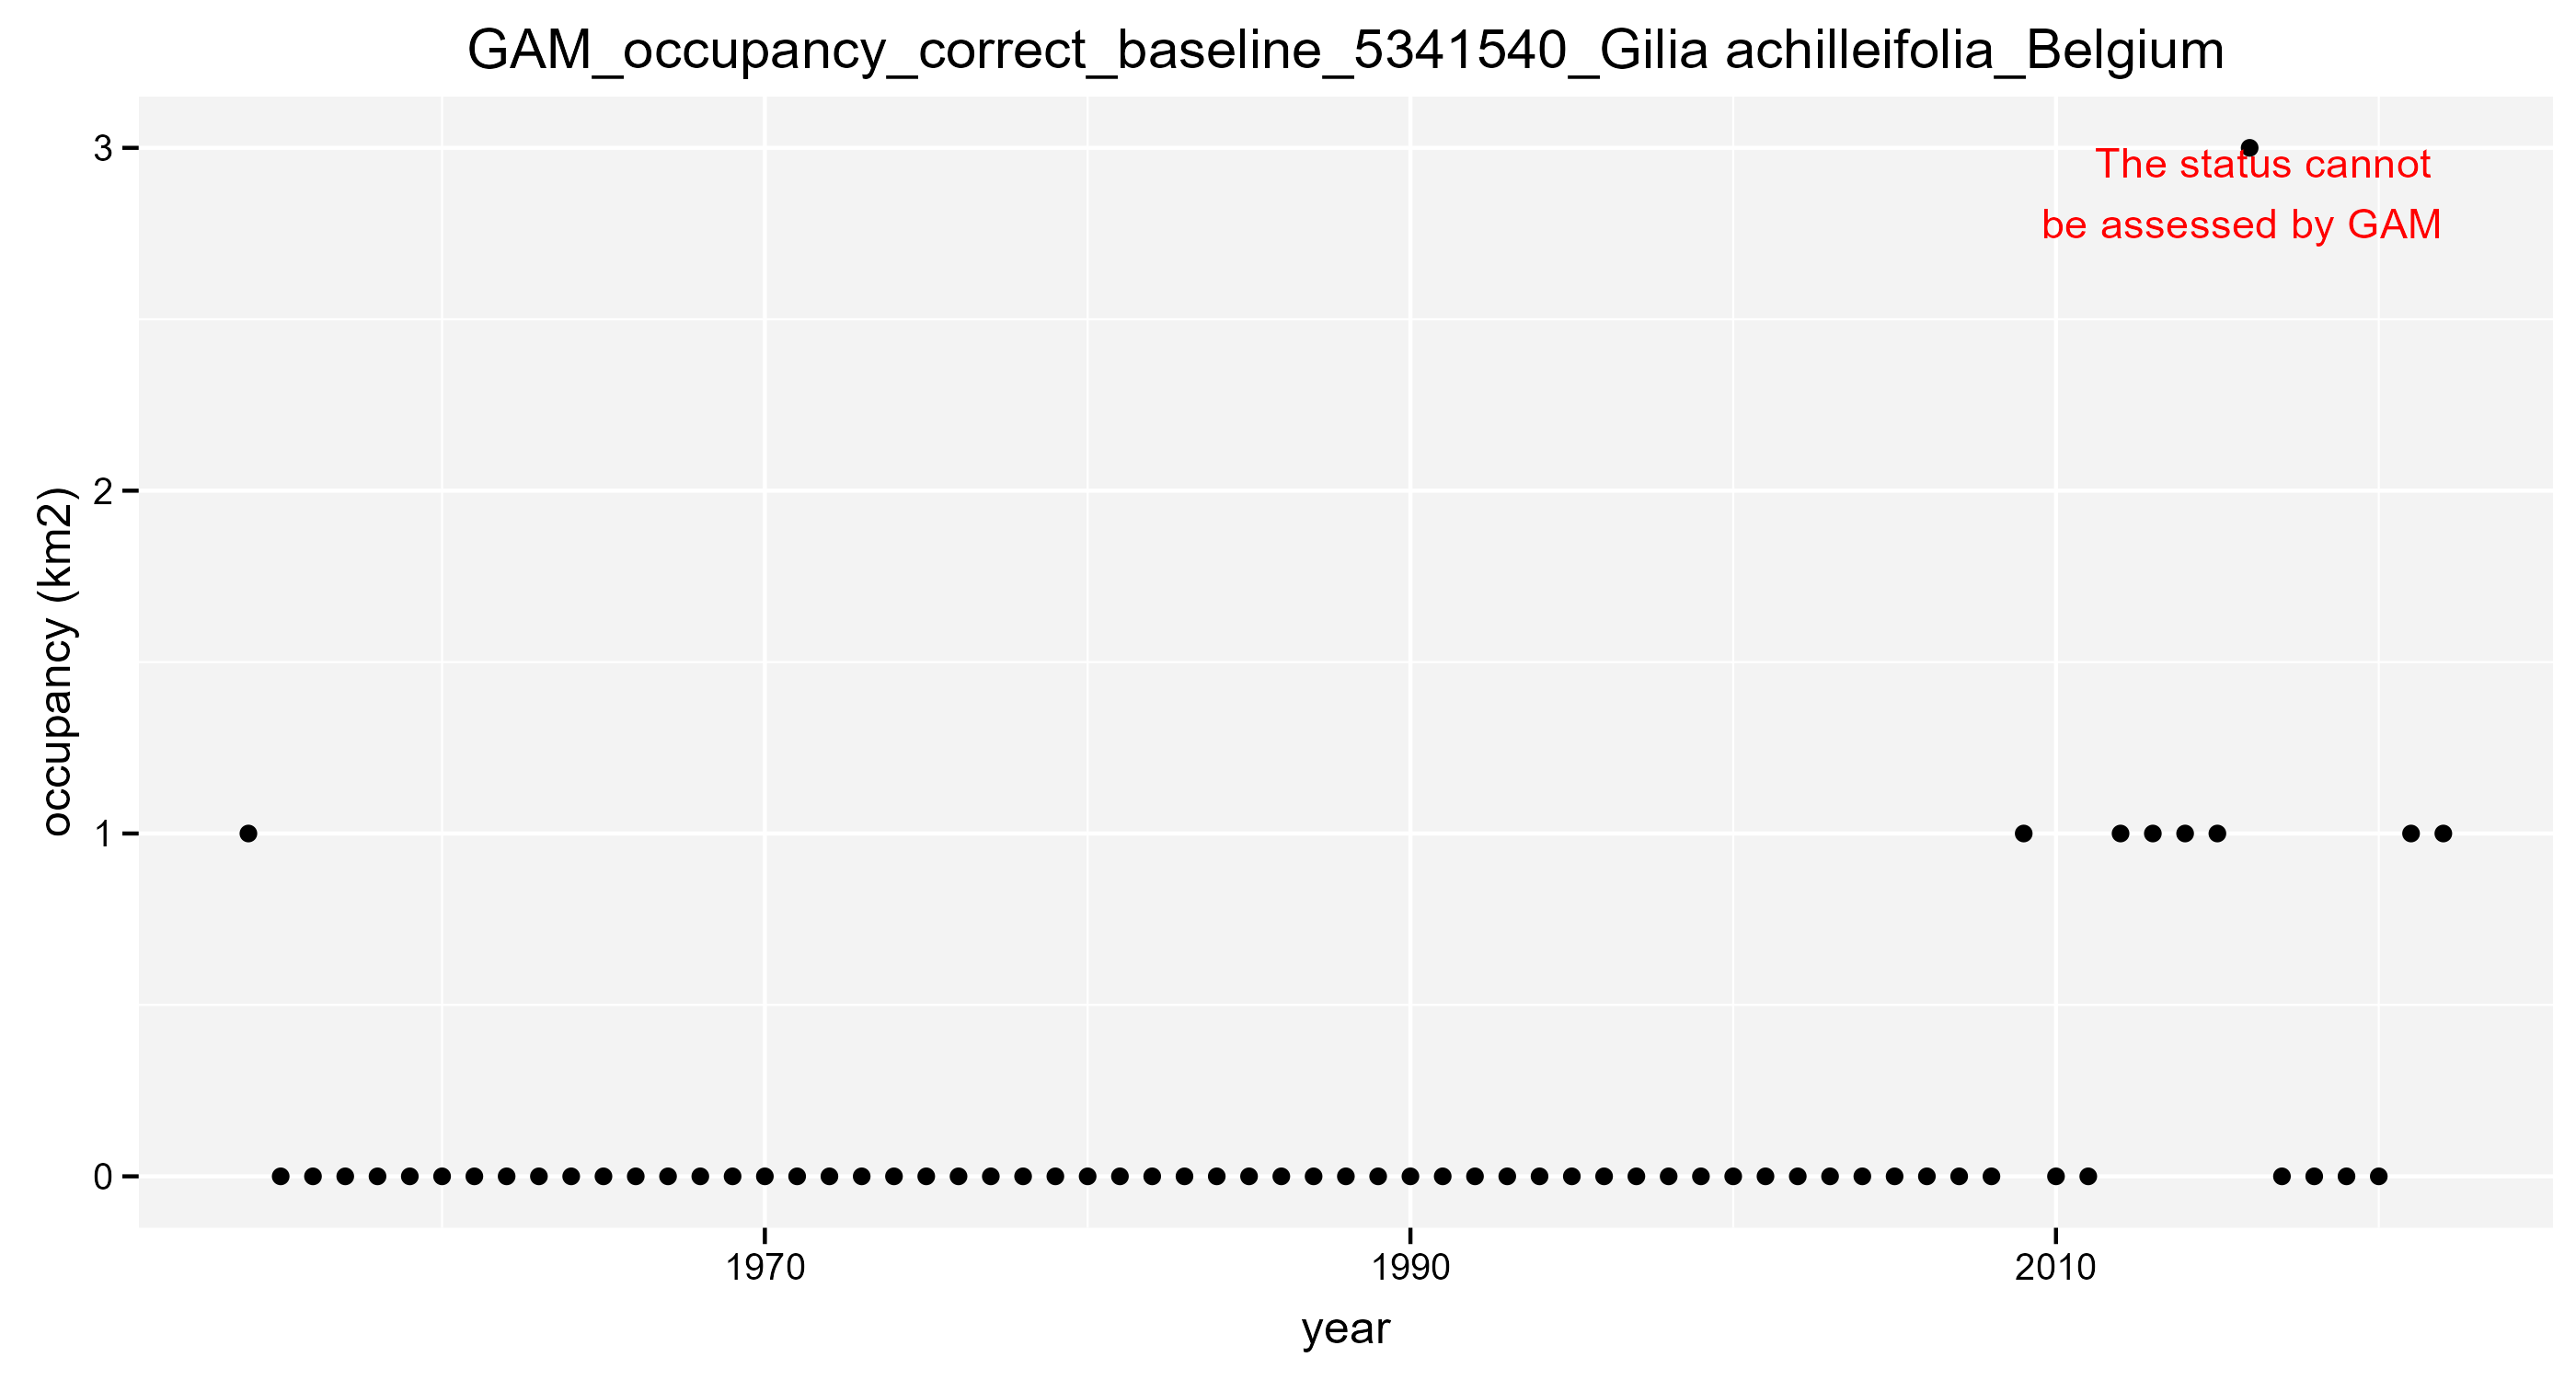 GAM_occupancy_correct_baseline_5341540_Gilia achilleifolia_Belgium
3
The status cannot
be assessed by GAM
2
occupancy (km2)
1
0
1970 1990 2010
year